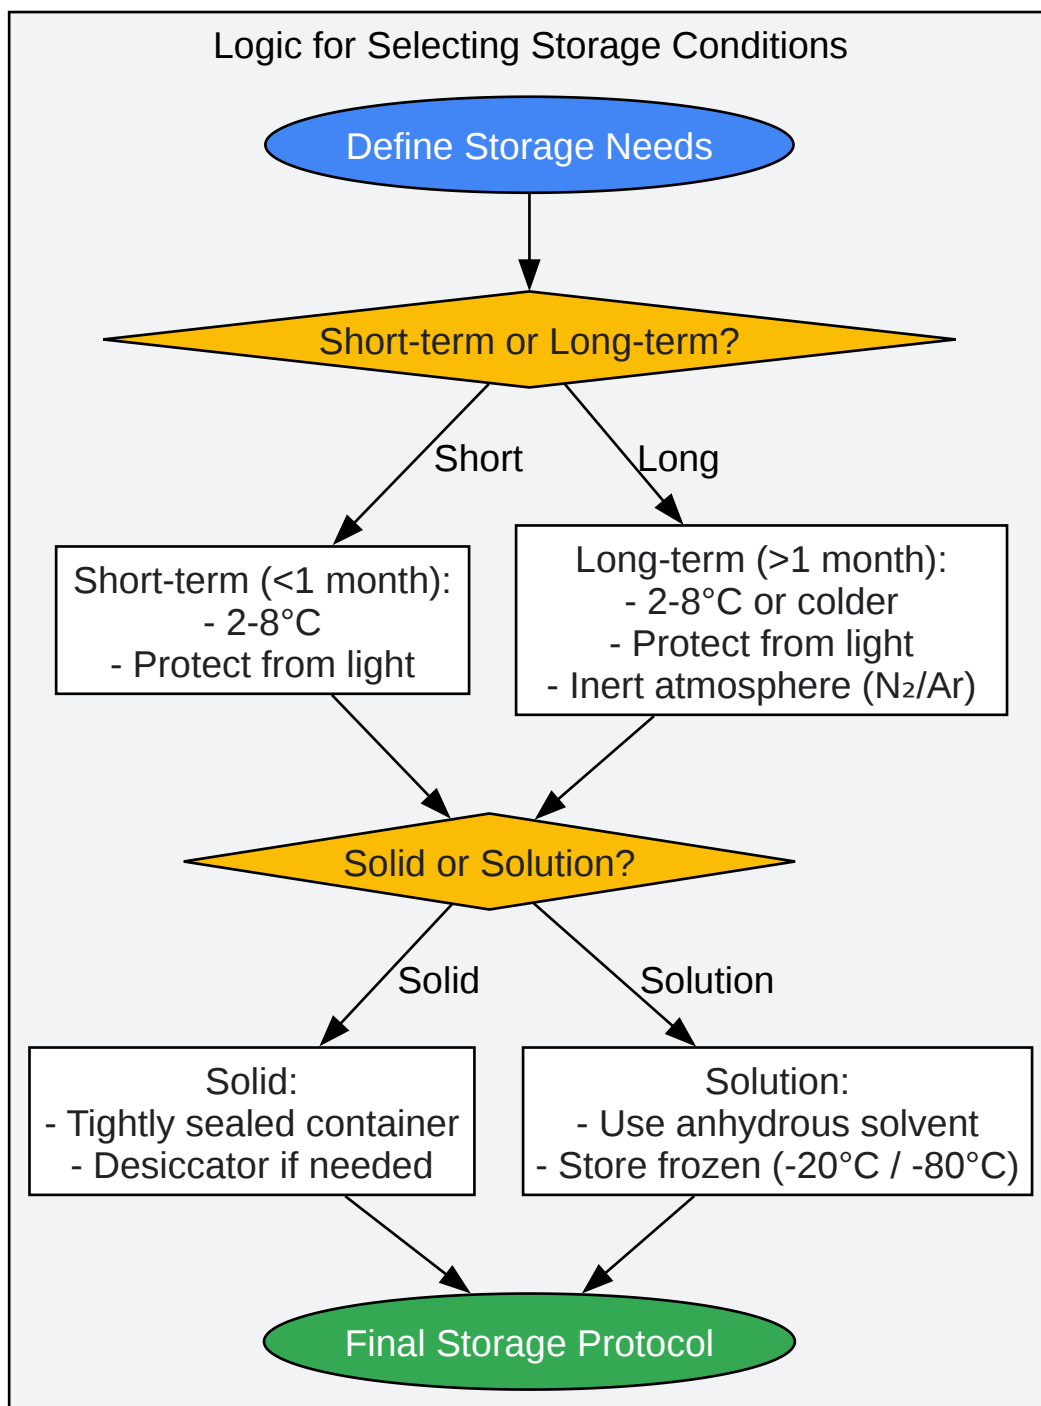 Logic for Selecting Storage Conditions
Define Storage Needs
Short-term or Long-term?
Short
Long
Short-term (<1 month):
- 2-8°C
- Protect from light
Long-term (>1 month):
- 2-8°C or colder
- Protect from light
- Inert atmosphere (N₂/Ar)
Solid or Solution?
Solid
Solution
Solid:
- Tightly sealed container
- Desiccator if needed
Solution:
- Use anhydrous solvent
- Store frozen (-20°C / -80°C)
Final Storage Protocol